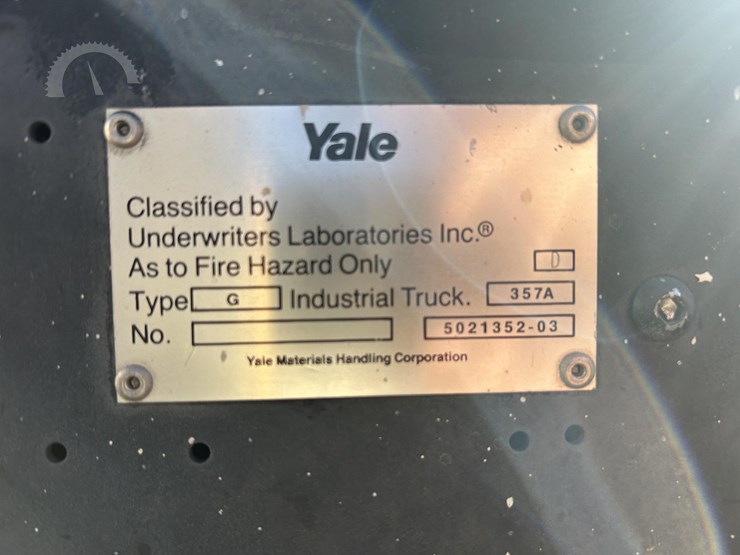 Yale
Classified by
Underwriters Laboratories Inc.®
As to Fire Hazard Only D
Type G Industrial Truck. 357A
No. 5021352-03
Yale Materials Handling Corporation